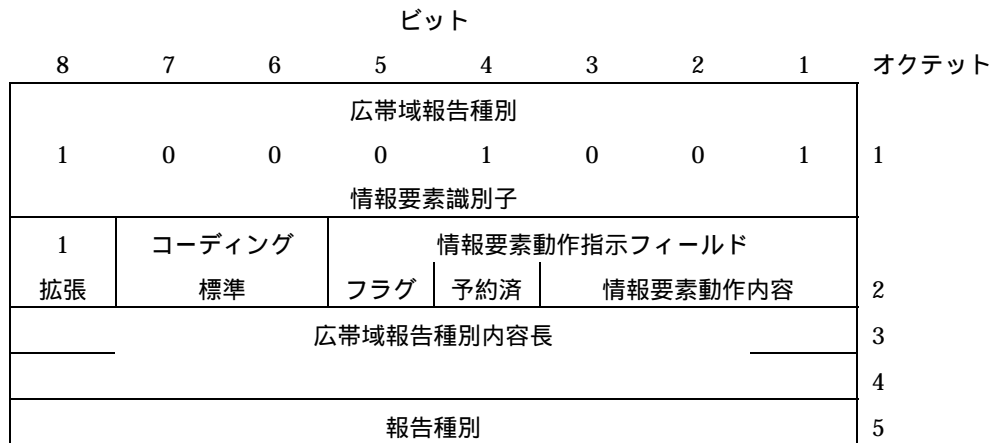 ビット
8 7 6 5 4 3 2 1 オクテット
広帯域報告種別
1 0 0 0 1 0 0 1 1
情報要素識別子
1 コーディング 情報要素動作指示フィールド
拡張 標準 フラグ 予約済 情報要素動作内容 2
広帯域報告種別内容長 3
4
報告種別 5